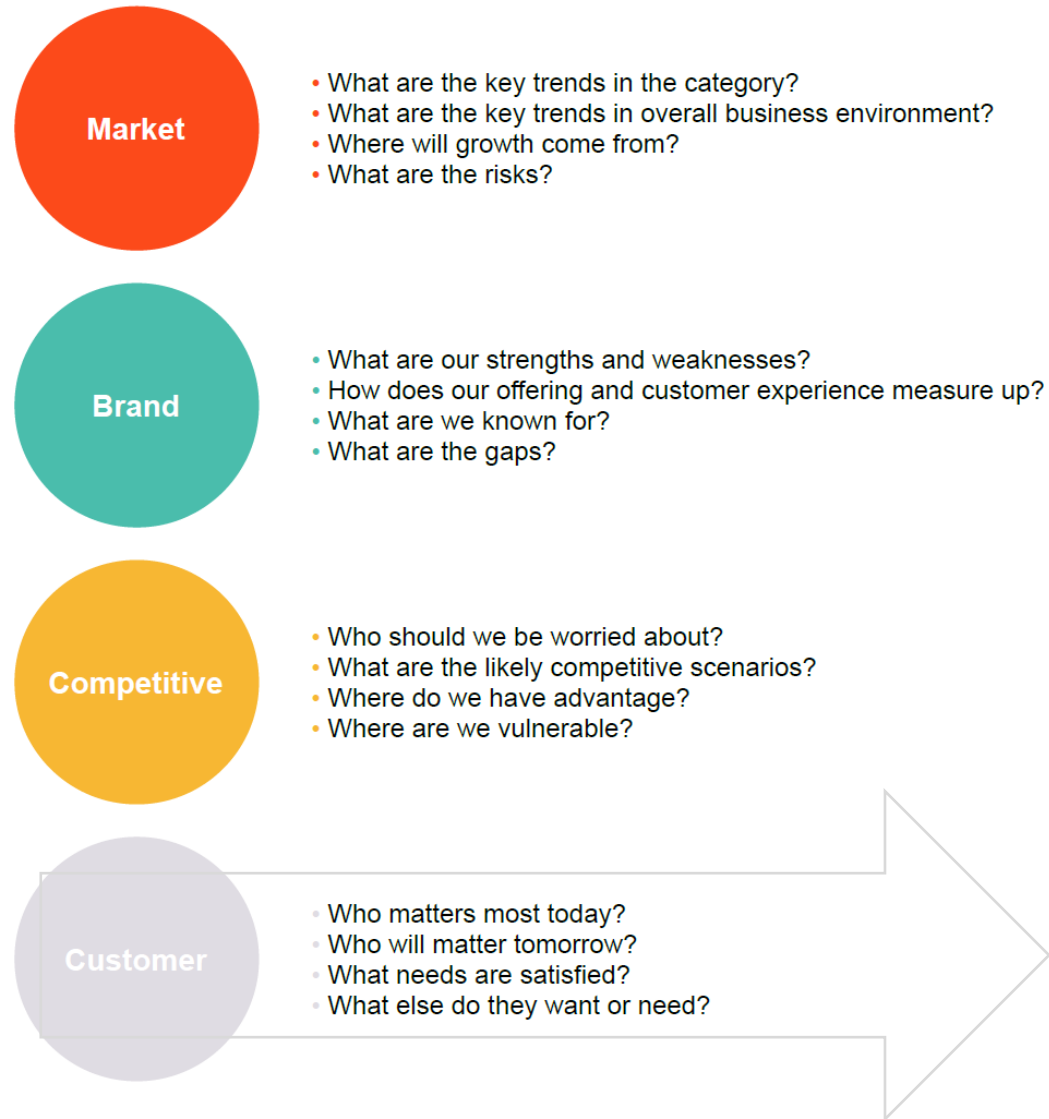 Market
• What are the key trends in the category?
• What are the key trends in overall business environment?
• Where will growth come from?
• What are the risks?
Brand
• What are our strengths and weaknesses?
• How does our offering and customer experience measure up?
• What are we known for?
• What are the gaps?
Competitive
• Who should we be worried about?
• What are the likely competitive scenarios?
• Where do we have advantage?
• Where are we vulnerable?
Customer
• Who matters most today?
• Who will matter tomorrow?
• What needs are satisfied?
• What else do they want or need?